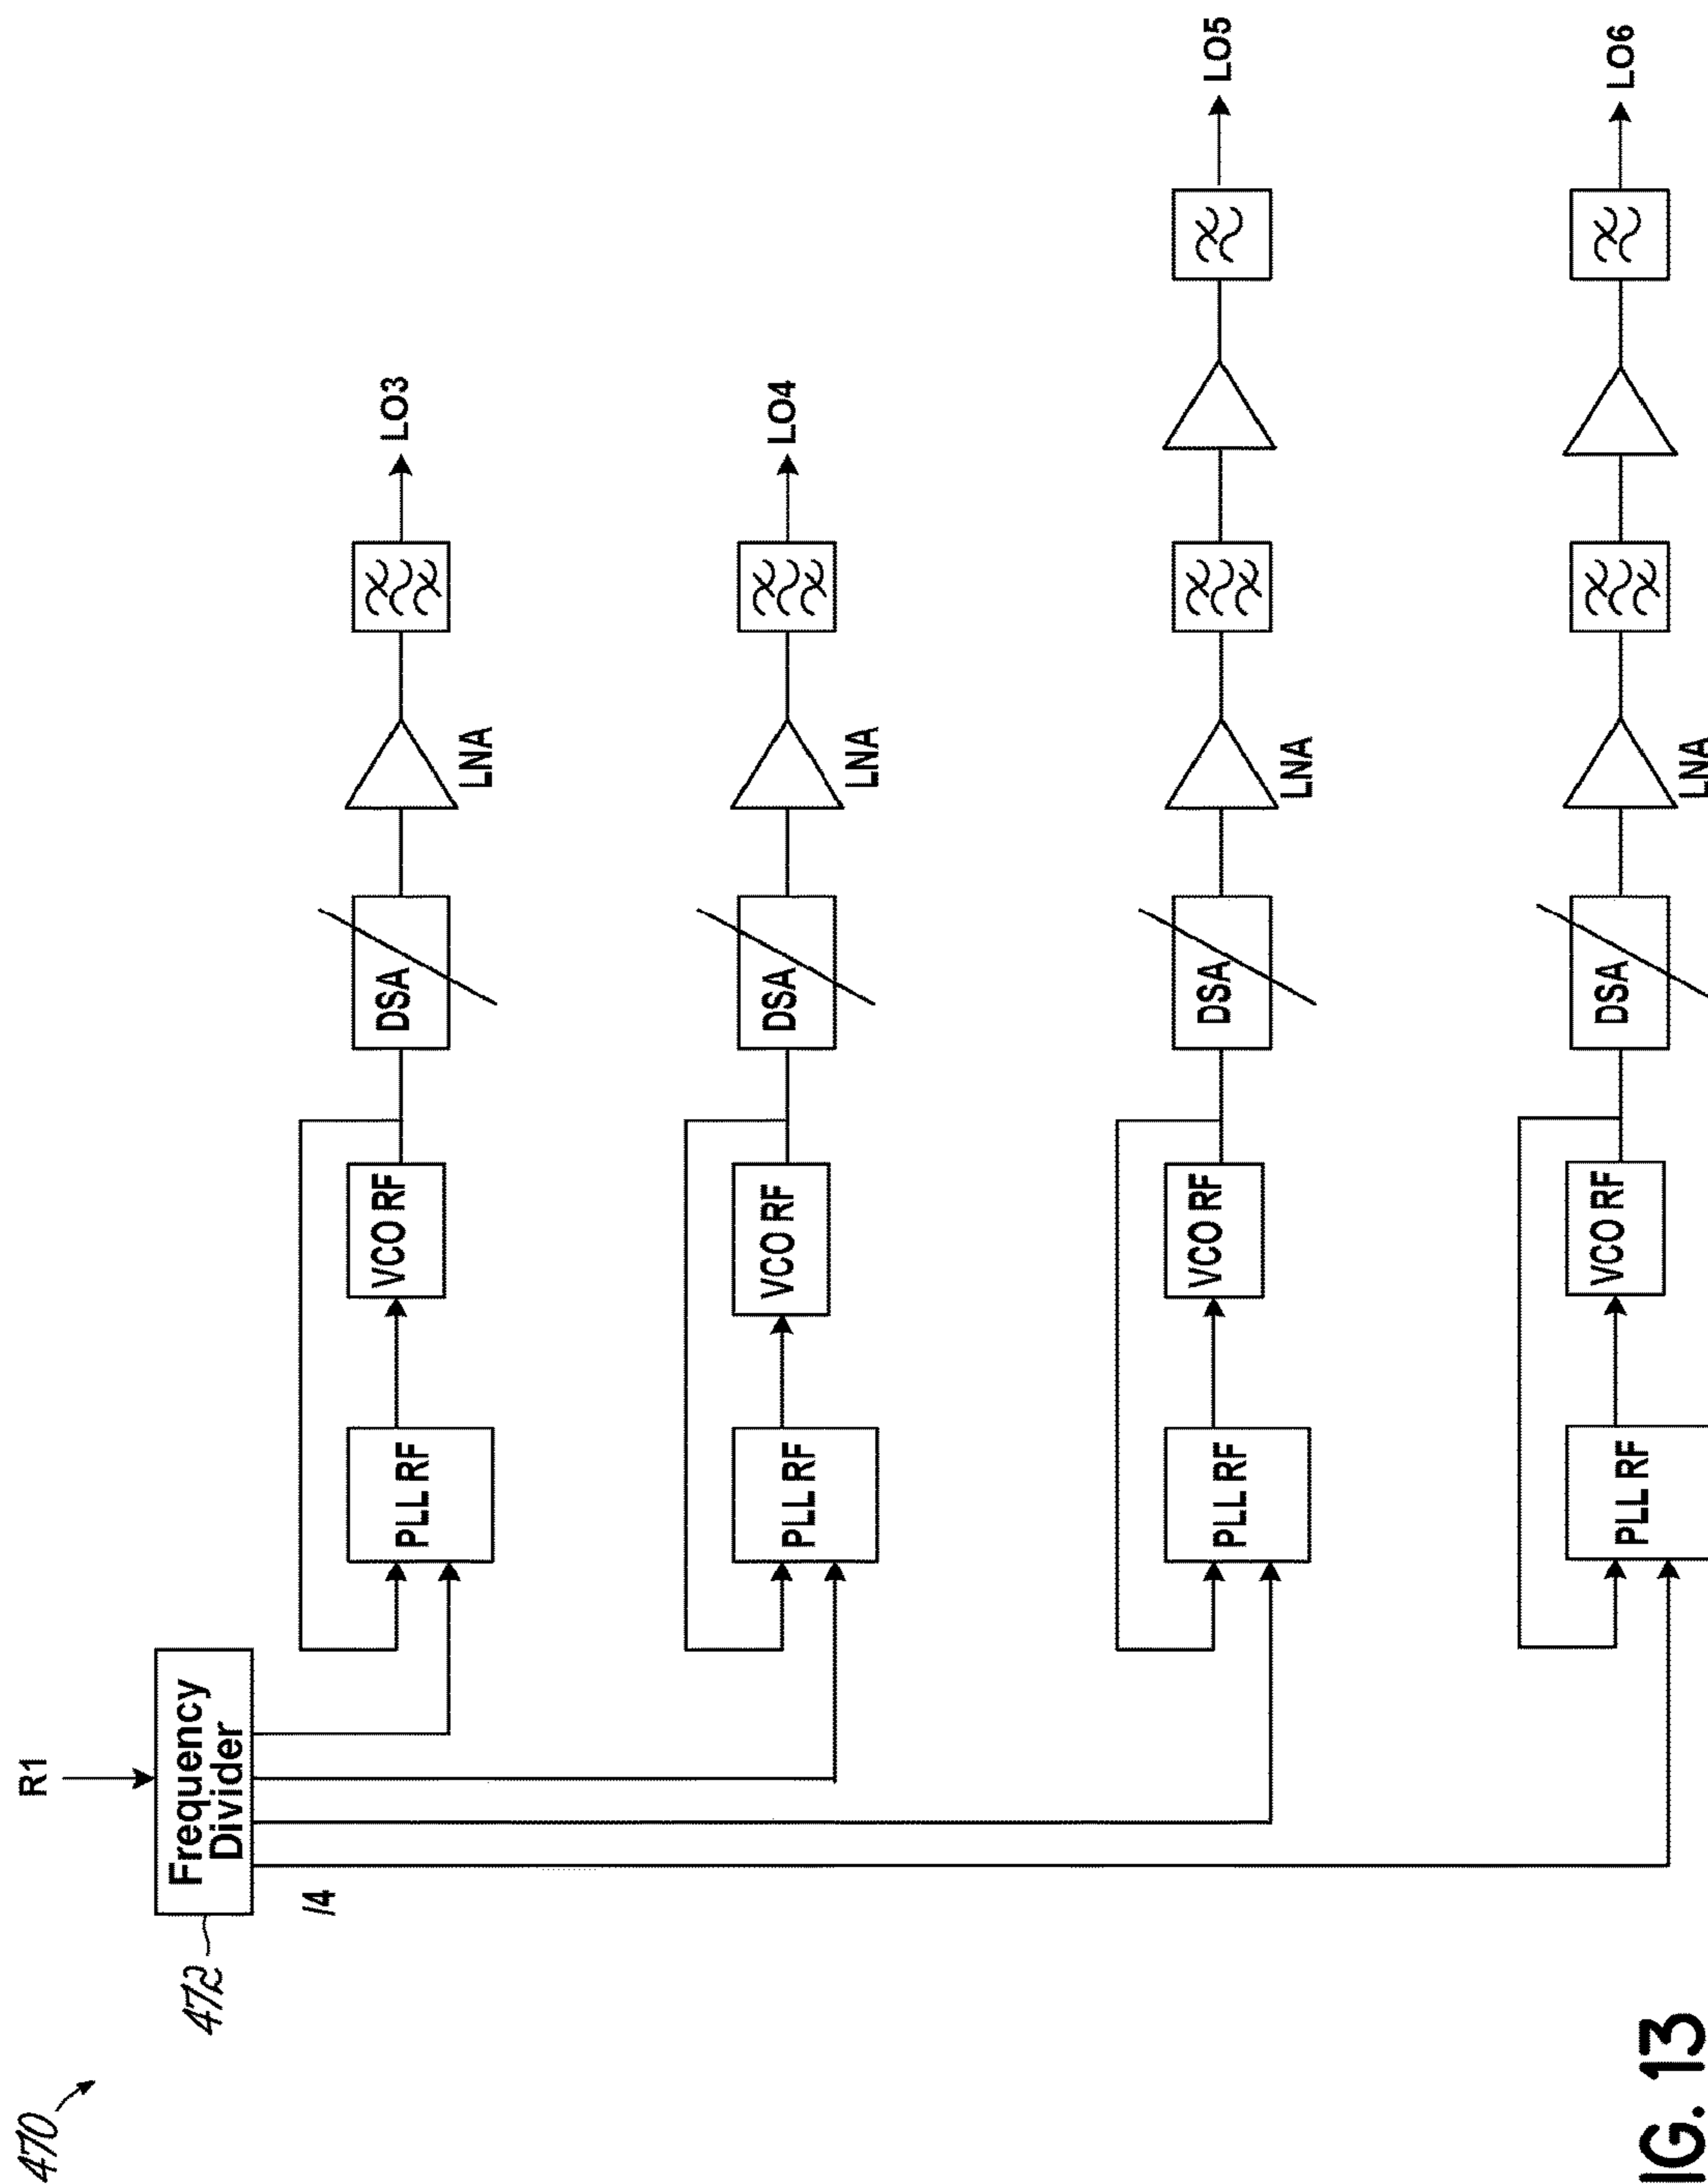 470
R1
472
Frequency
Divider
/4
PLL RF
VCO RF
DSA
LNA
LO3
PLL RF
VCO RF
DSA
LNA
LO4
PLL RF
VCO RF
DSA
LNA
LO5
PLL RF
VCO RF
DSA
LNA
LO6
IG. 13